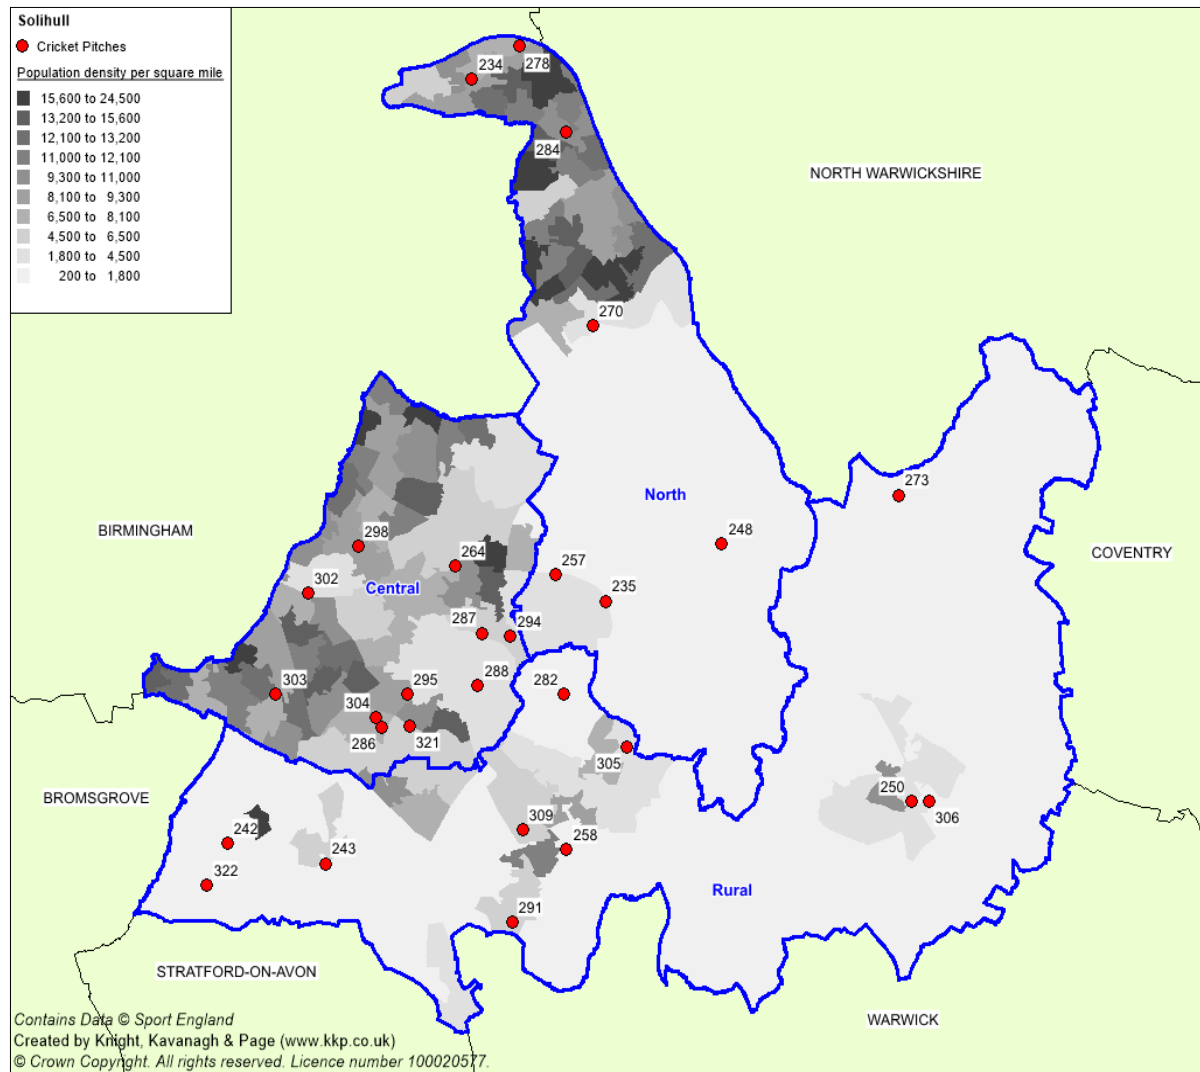 Solihull
Cricket Pitches
Population density per square mile
15,600 to 24,500
13,200 to 15,600
12,100 to 13,200
11,000 to 12,100
9,300 to 11,000
8,100 to 9,300
6,500 to 8,100
4,500 to 6,500
1,800 to 4,500
200 to 1,800
234
278
284
NORTH WARWICKSHIRE
270
North
273
BIRMINGHAM
298
248
COVENTRY
264
257
302
Central
235
287
294
303
295
288
282
304
286
321
305
BROMSGROVE
250
306
242
309
243
258
322
Rural
291
STRATFORD-ON-AVON
WARWICK
Contains Data © Sport England
Created by Knight, Kavanagh & Page (www.kkp.co.uk)
© Crown Copyright. All rights reserved. Licence number 100020577.